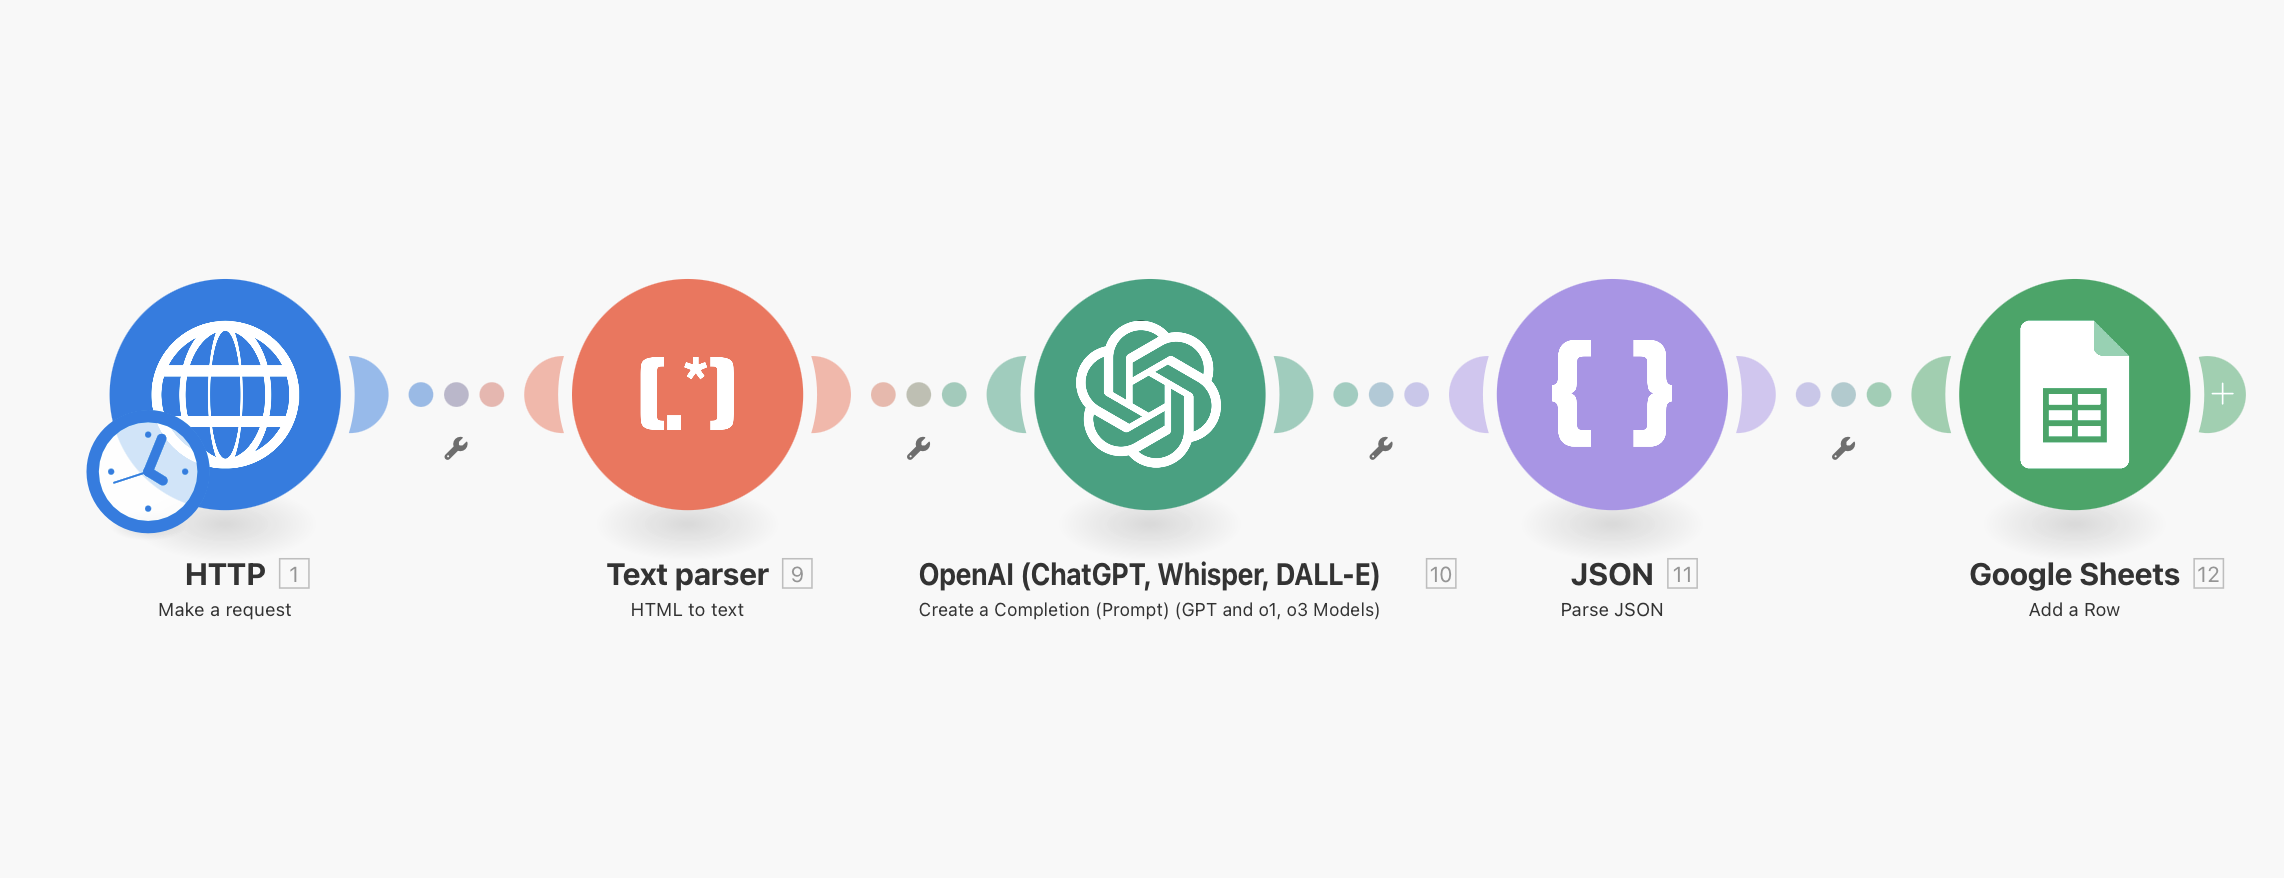 HTTP 1
Make a request
Text parser 9
HTML to text
OpenAI (ChatGPT, Whisper, DALL-E) 10
Create a Completion (Prompt) (GPT and o1, o3 Models)
JSON 11
Parse JSON
Google Sheets 12
Add a Row